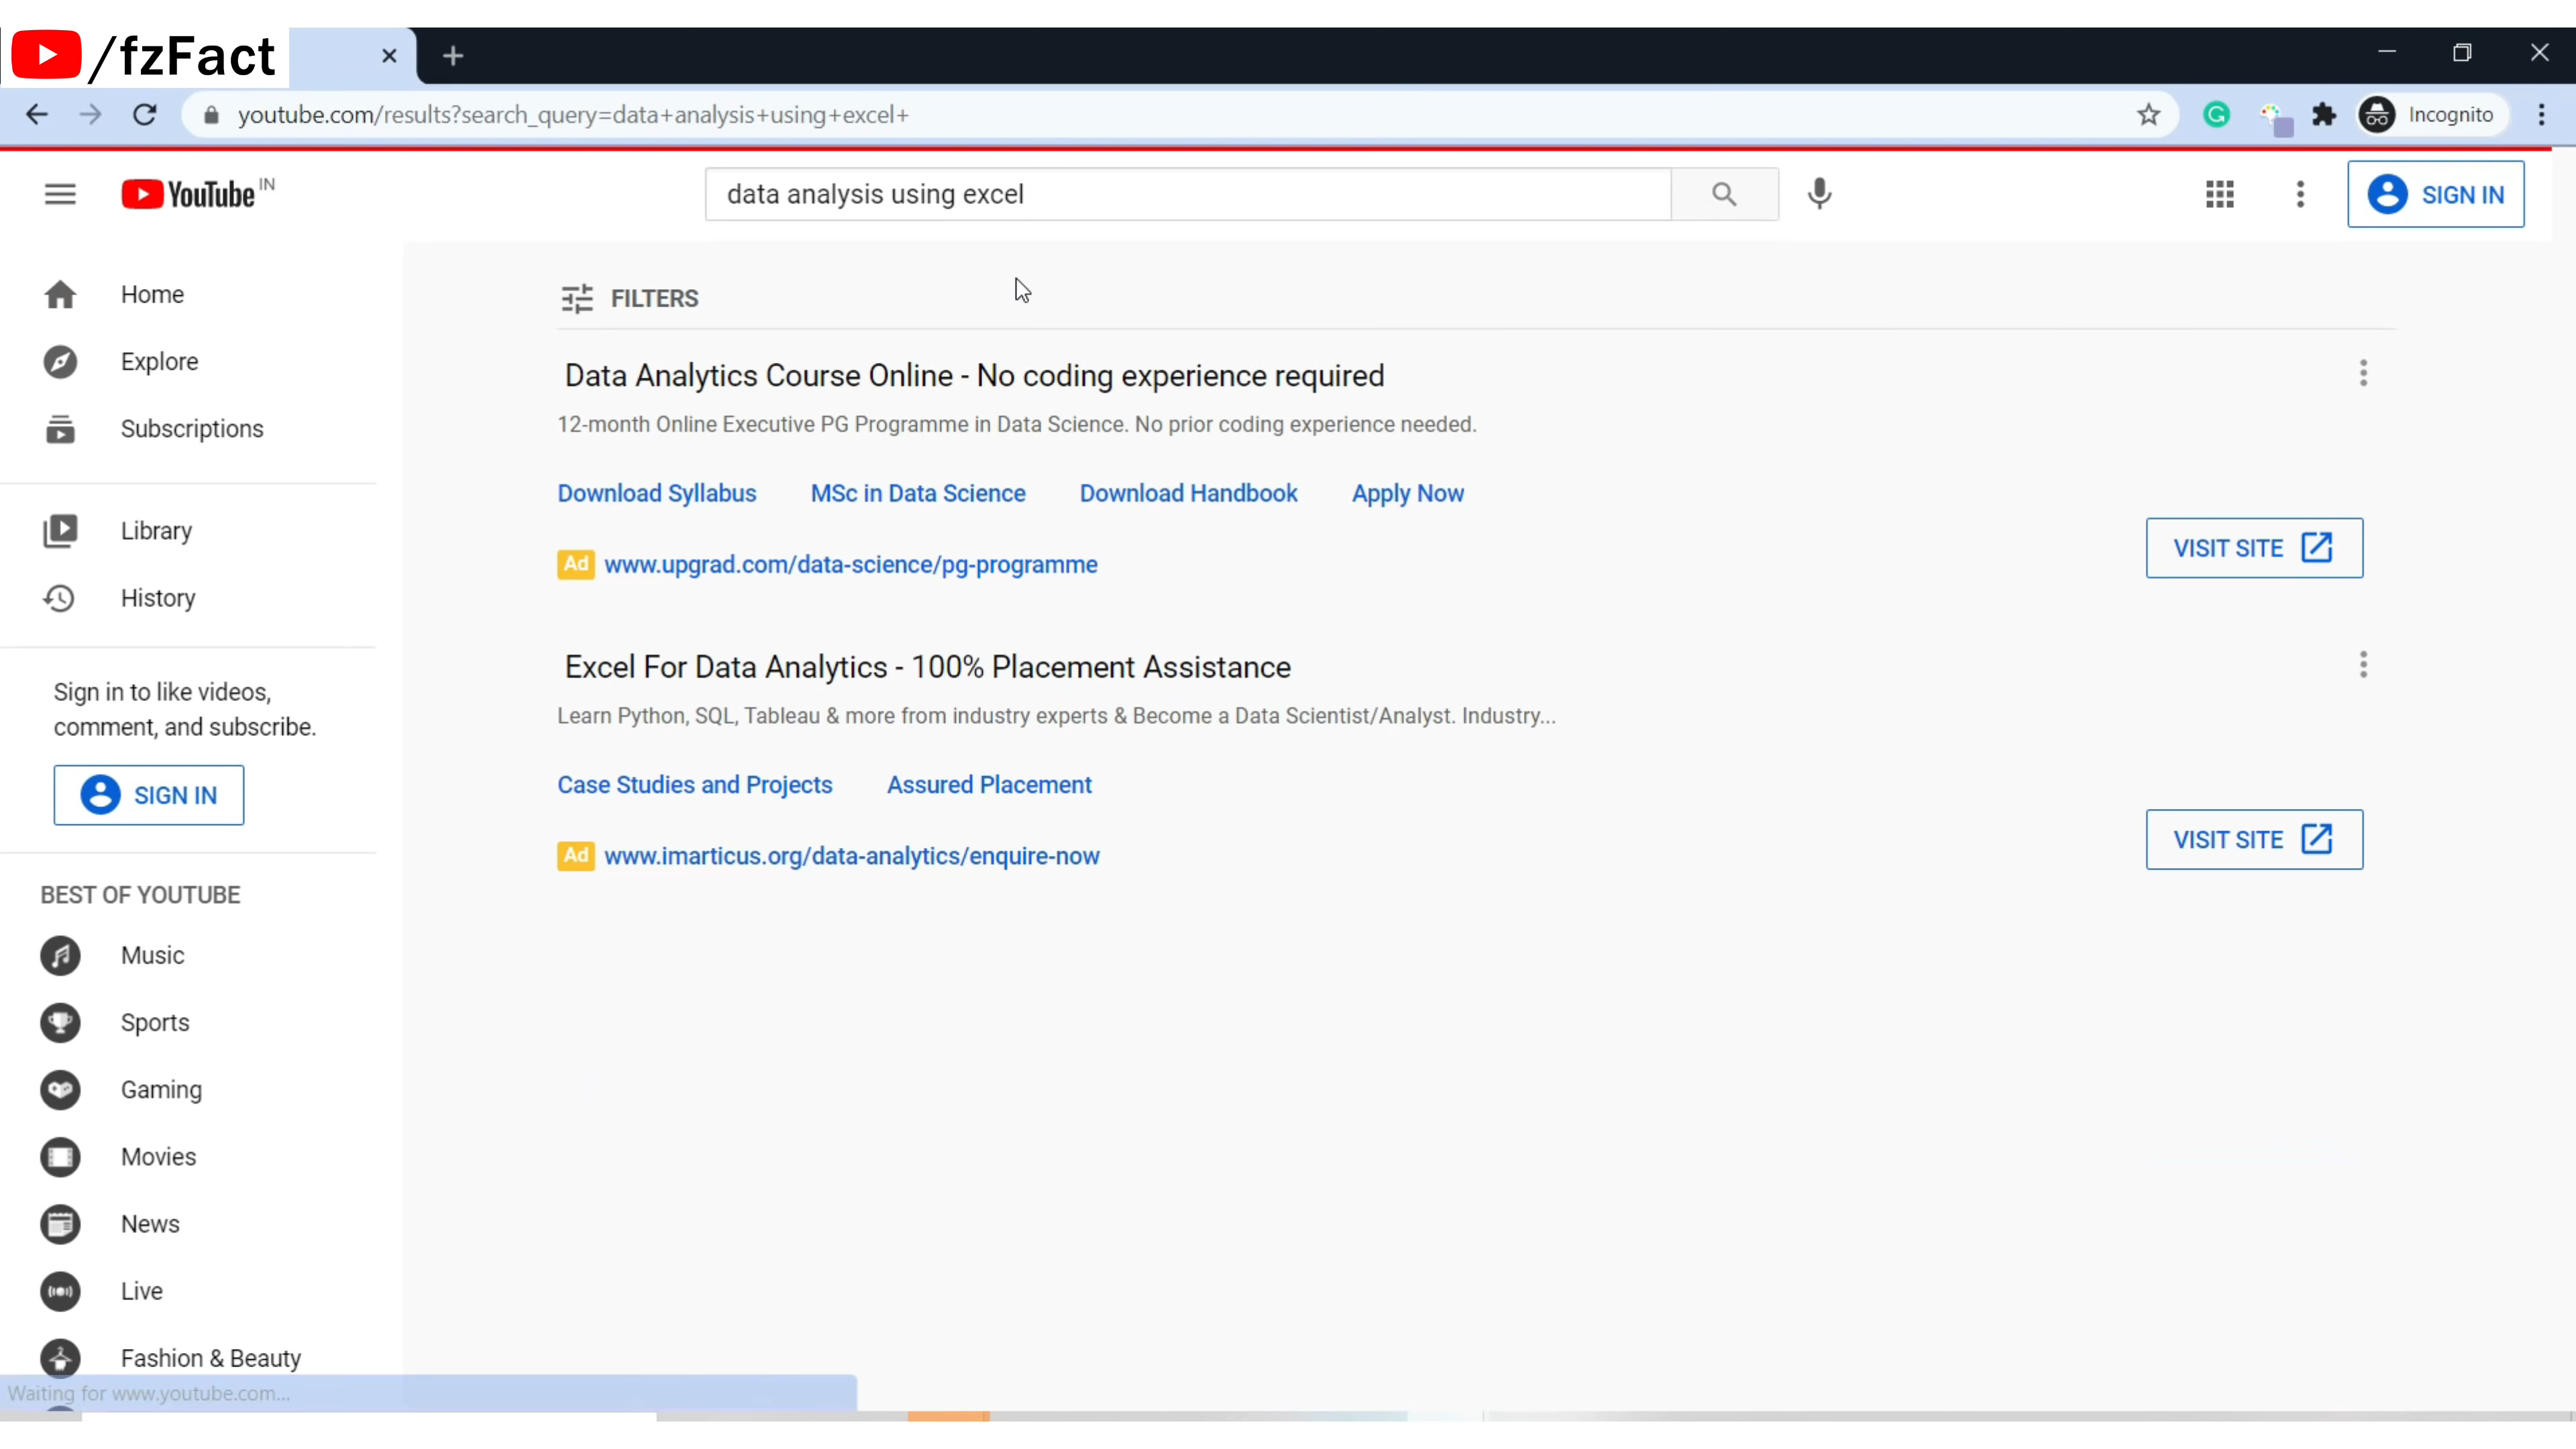 /fzFact
youtube.com/results?search_query=data+analysis+using+excel+
Incognito
YouTube IN
data analysis using excel
SIGN IN
Home
Explore
Subscriptions
Library
History
Sign in to like videos,
comment, and subscribe.
SIGN IN
BEST OF YOUTUBE
Music
Sports
Gaming
Movies
News
Live
Fashion & Beauty
FILTERS
Data Analytics Course Online - No coding experience required
12-month Online Executive PG Programme in Data Science. No prior coding experience needed.
Download Syllabus MSc in Data Science Download Handbook Apply Now
Ad www.upgrad.com/data-science/pg-programme
VISIT SITE
Excel For Data Analytics - 100% Placement Assistance
Learn Python, SQL, Tableau & more from industry experts & Become a Data Scientist/Analyst. Industry...
Case Studies and Projects Assured Placement
Ad www.imarticus.org/data-analytics/enquire-now
VISIT SITE
Waiting for www.youtube.com...